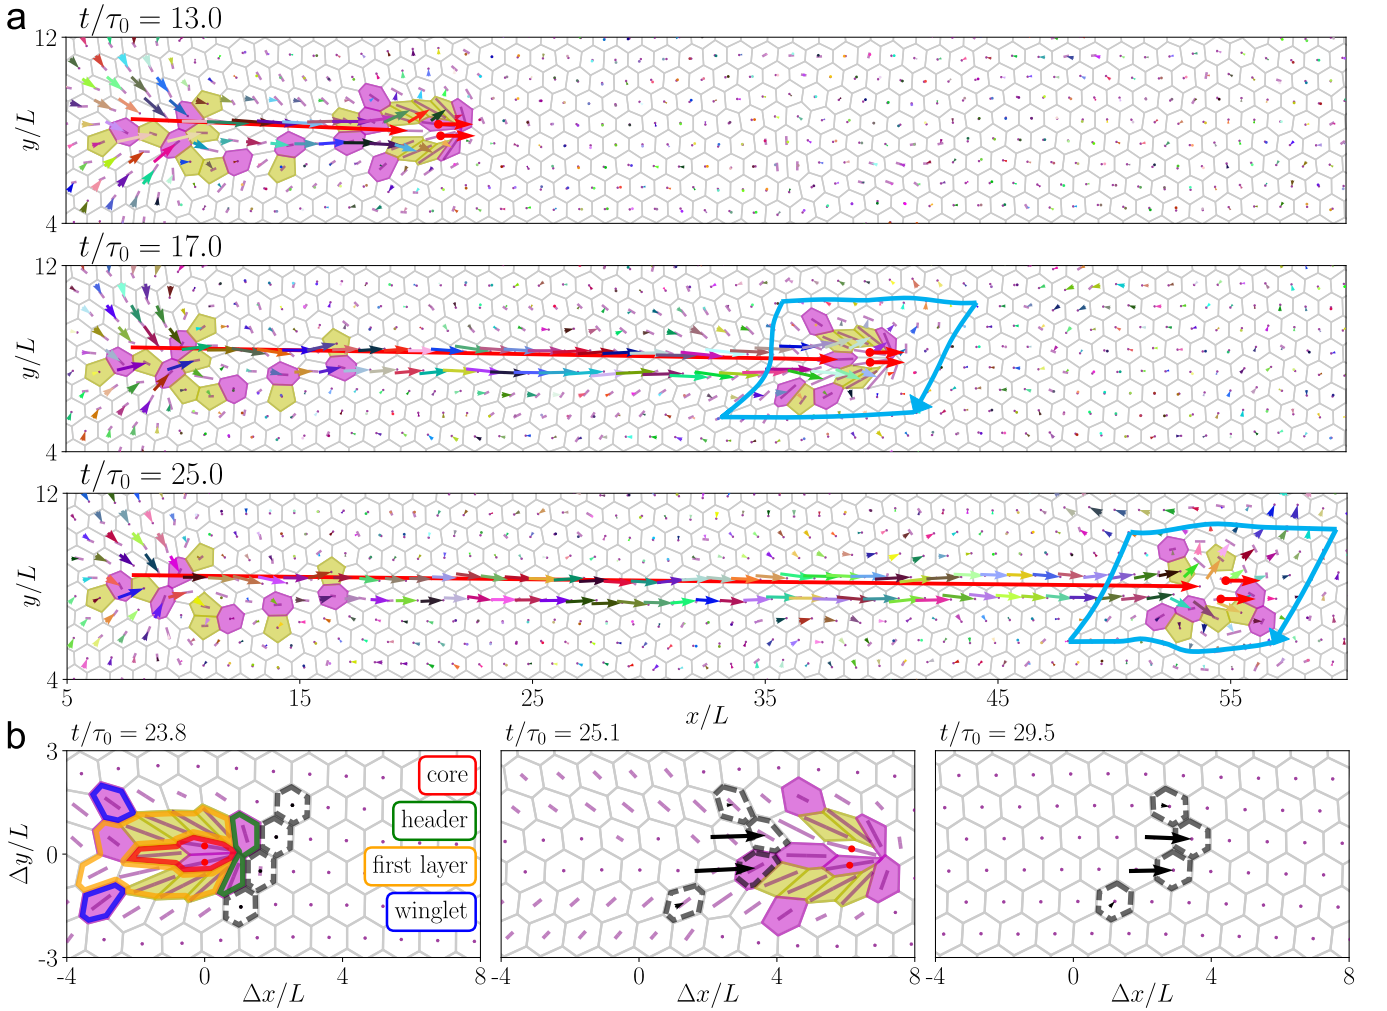 a
t/τ₀ = 13.0
12
y/L
4
t/τ₀ = 17.0
12
y/L
4
t/τ₀ = 25.0
12
y/L
4
5 15 25 35 45 55
x/L
b
t/τ₀ = 23.8 t/τ₀ = 25.1 t/τ₀ = 29.5
3
core
header
Δy/L 0
first layer
winglet
-3
-4 0 4 8 -4 0 4 8 -4 0 4 8
Δx/L Δx/L Δx/L